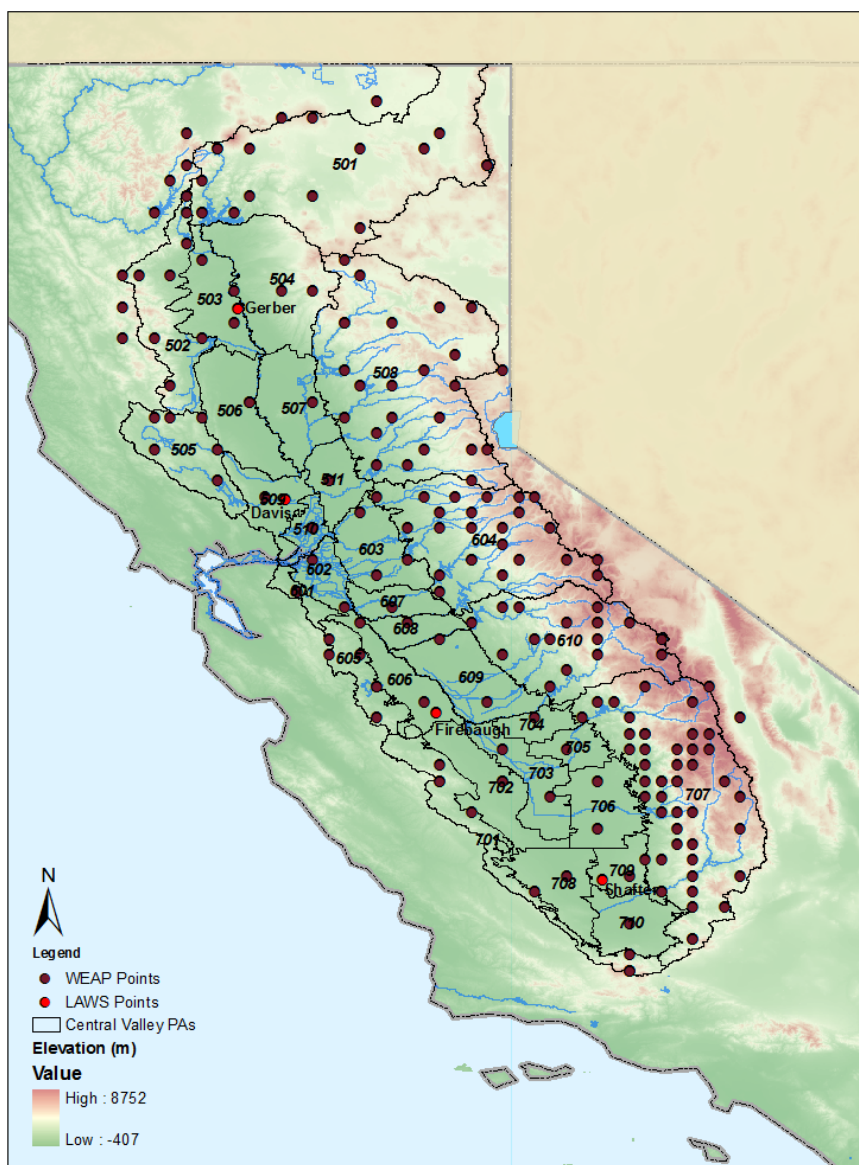 501
504
503
Gerber
502
508
506
507
505
511
509
Davis
510
603
604
602
601
607
608
610
605
609
606
Firebaugh
704
705
703
702
707
706
701
709
708
Shafter
710
N
Legend
WEAP Points
LAWS Points
Central Valley PAs
Elevation (m)
Value
High : 8752
Low : -407